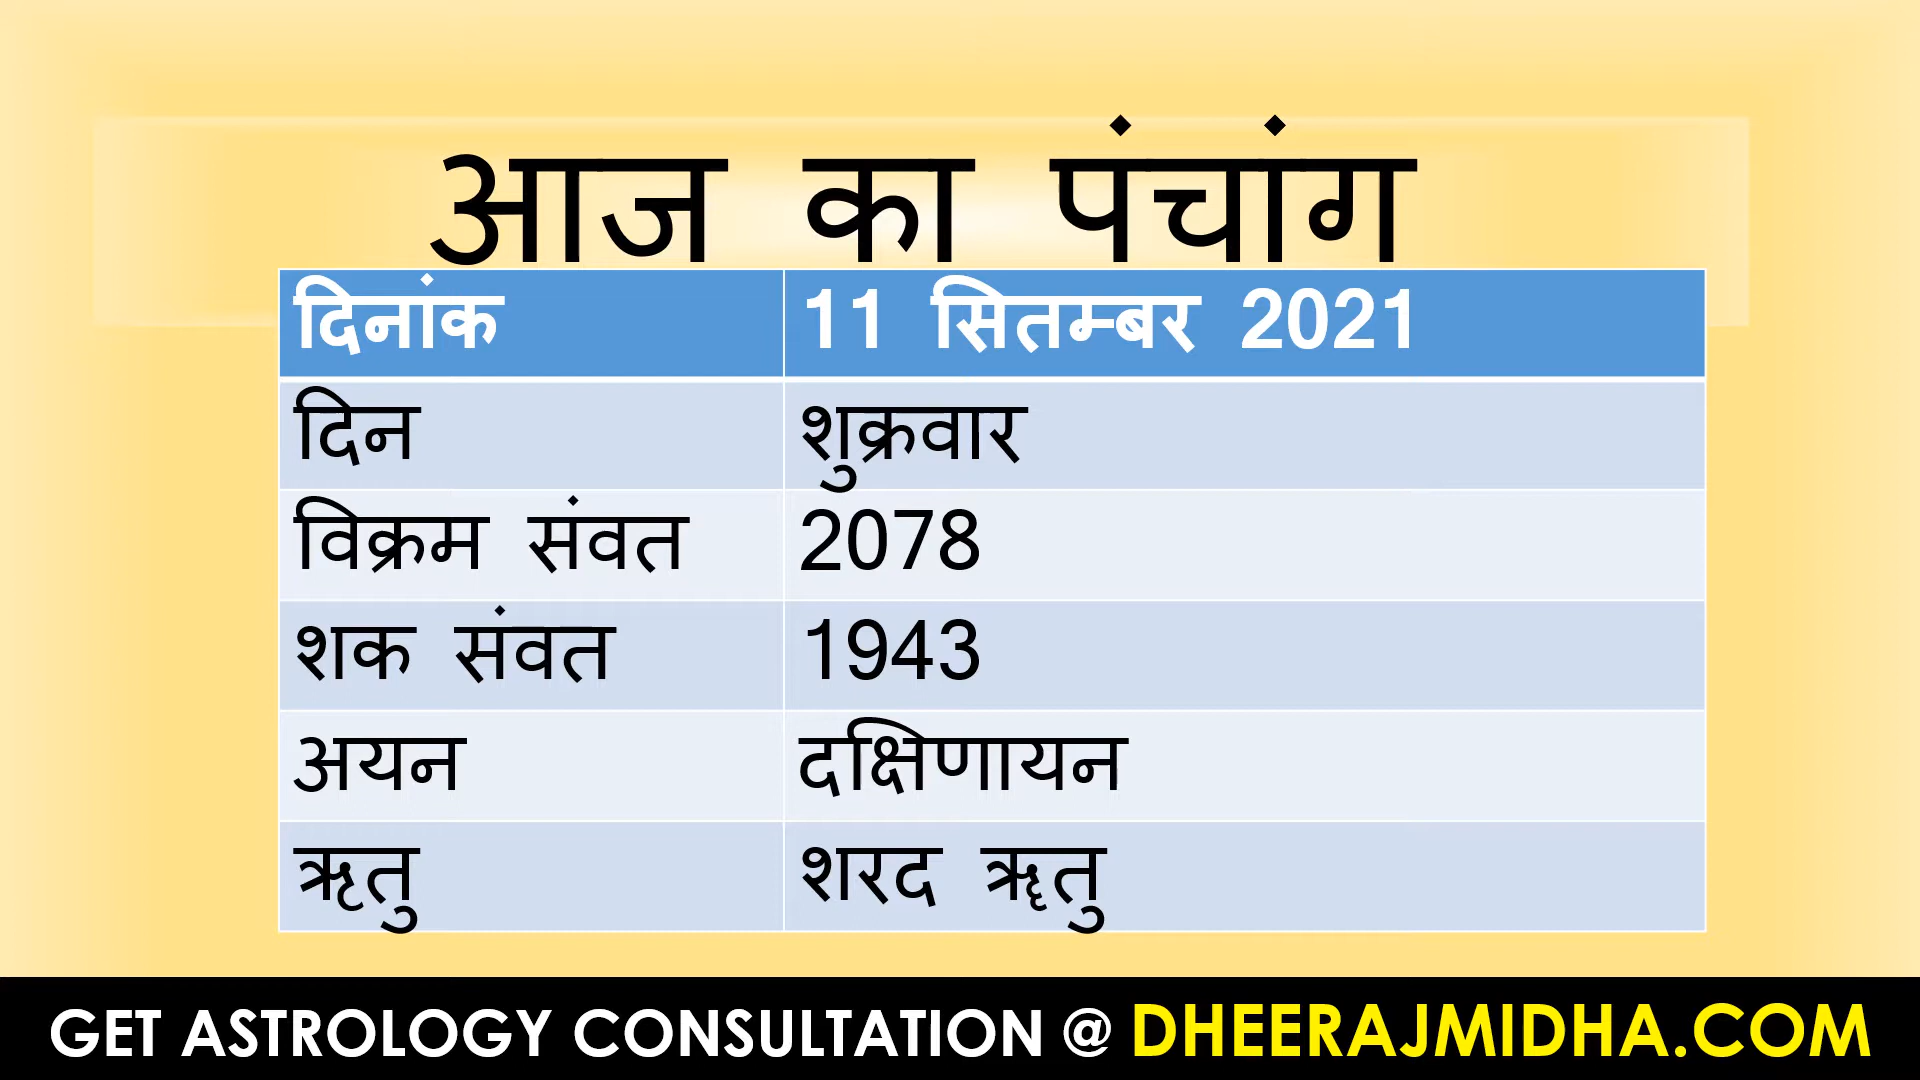 आज का पंचांग
दिनांक 11 सितम्बर 2021
दिन शुक्रवार
विक्रम संवत 2078
शक संवत 1943
अयन दक्षिणायन
ऋतु शरद ॠतु
GET ASTROLOGY CONSULTATION @ DHEERAJMIDHA.COM